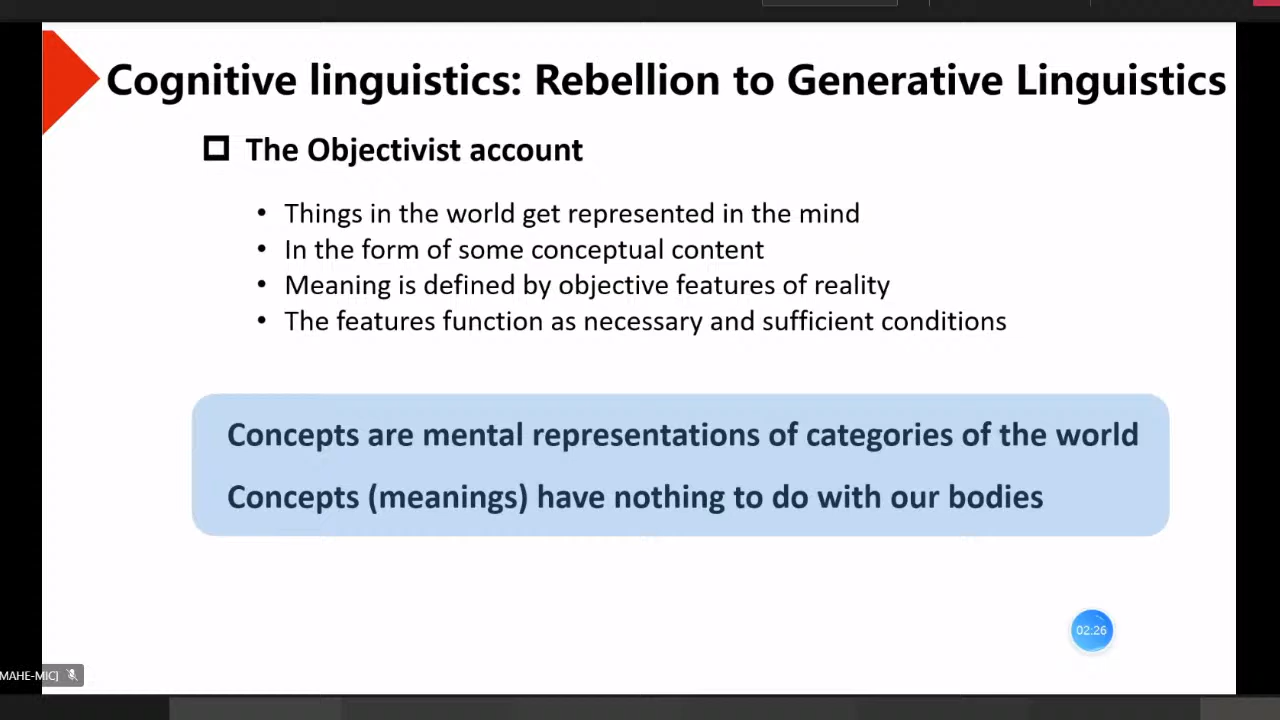 Cognitive linguistics: Rebellion to Generative Linguistics
The Objectivist account
• Things in the world get represented in the mind
• In the form of some conceptual content
• Meaning is defined by objective features of reality
• The features function as necessary and sufficient conditions
Concepts are mental representations of categories of the world
Concepts (meanings) have nothing to do with our bodies
02:26
MAHE-MIC]